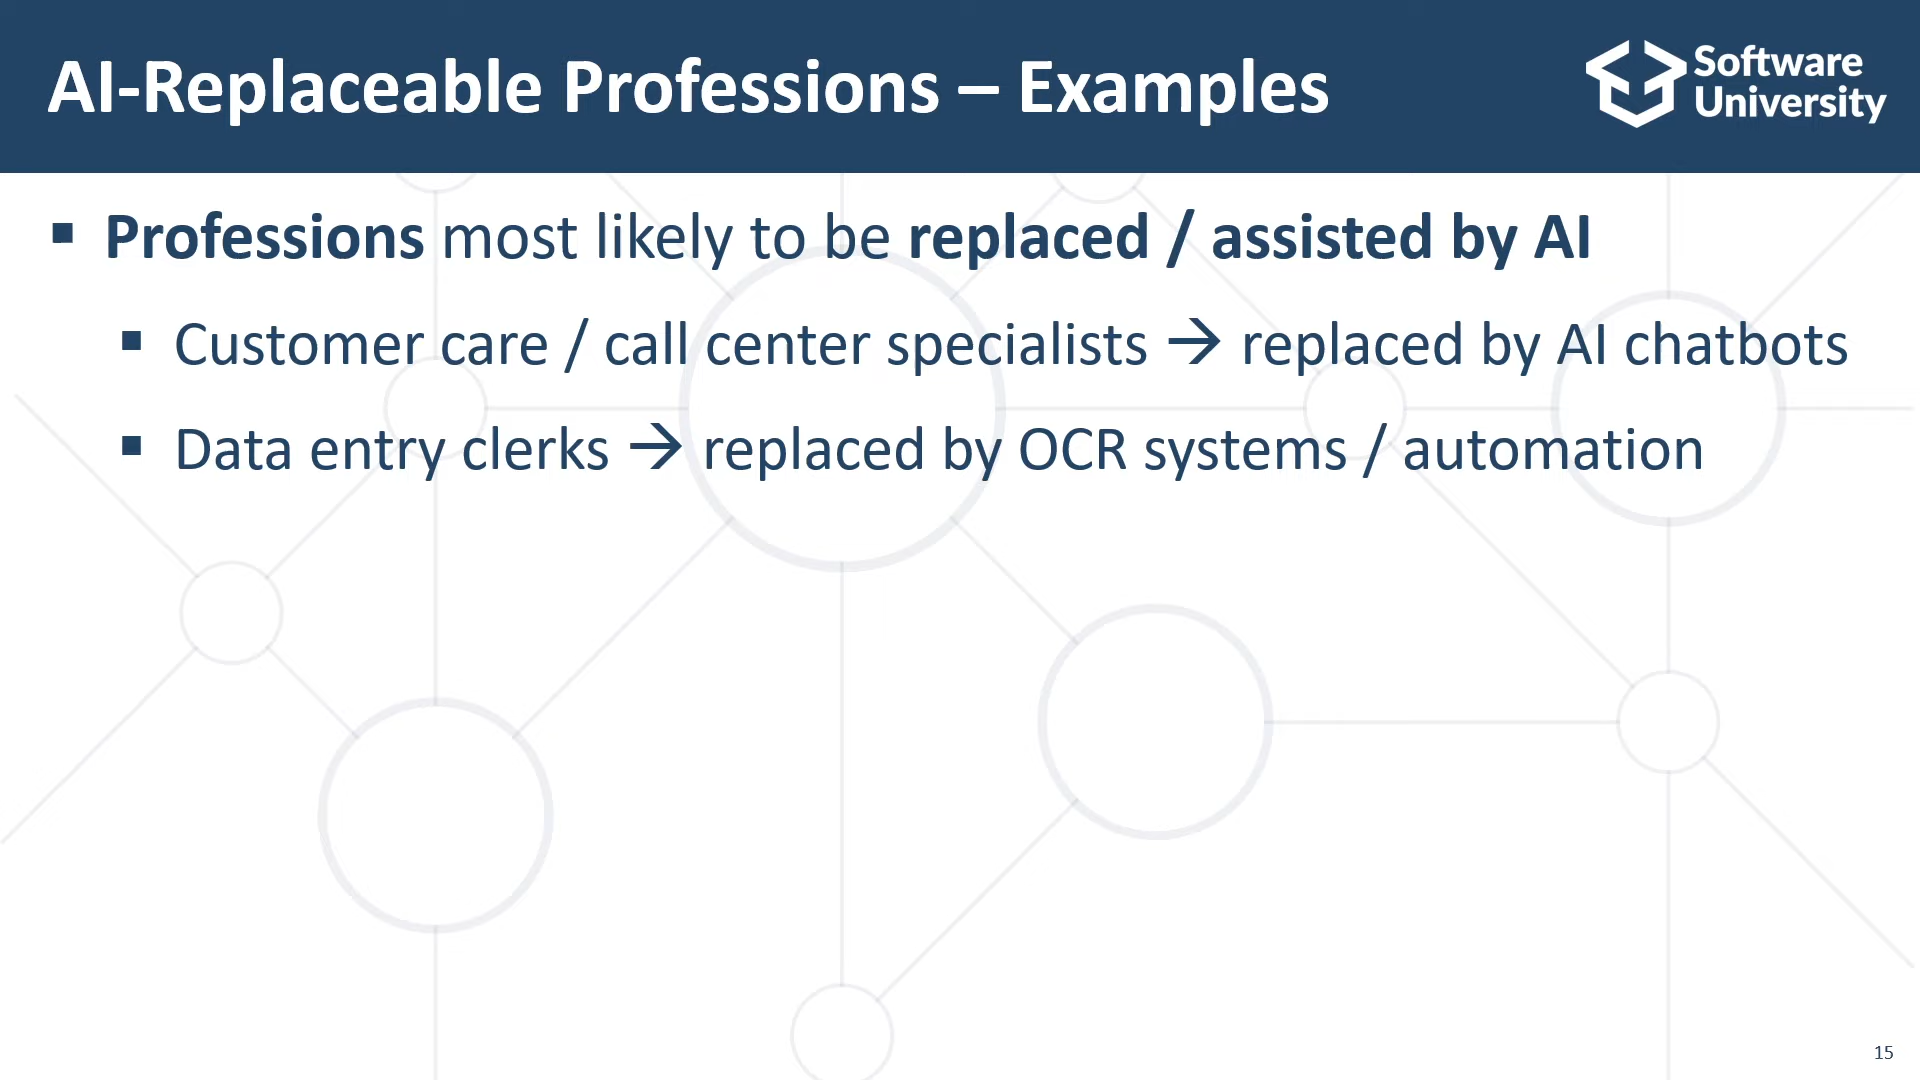 AI-Replaceable Professions – Examples
Software
University
▪ Professions most likely to be replaced / assisted by AI
▪ Customer care / call center specialists → replaced by AI chatbots
▪ Data entry clerks → replaced by OCR systems / automation
15